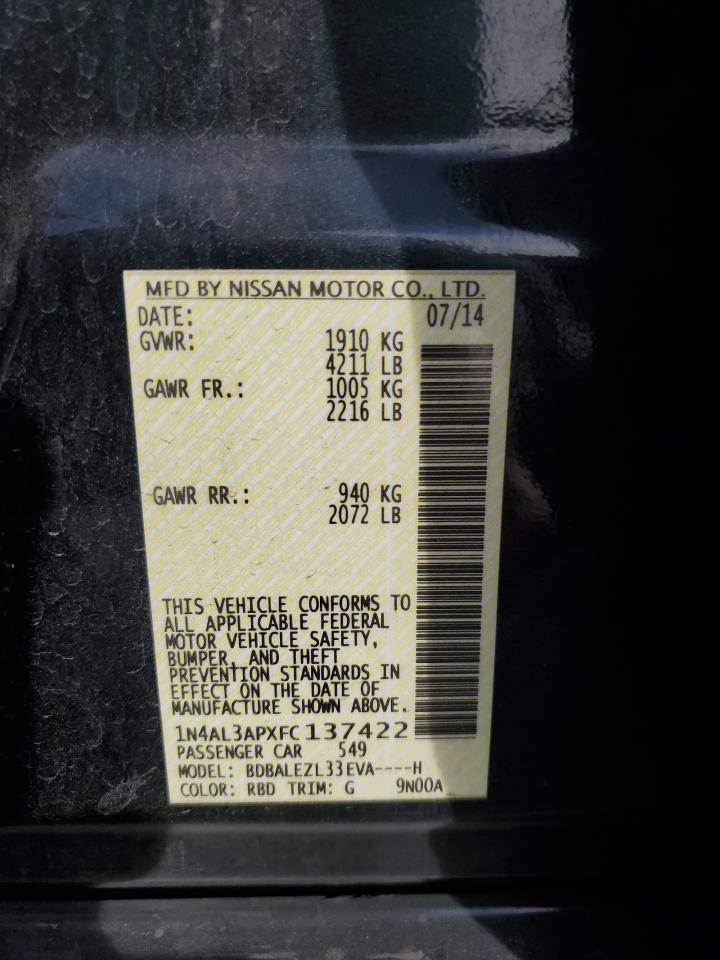 MFD BY NISSAN MOTOR CO., LTD.
DATE: 07/14
GVWR: 1910 KG
4211 LB
GAWR FR.: 1005 KG
2216 LB
GAWR RR.: 940 KG
2072 LB
THIS VEHICLE CONFORMS TO
ALL APPLICABLE FEDERAL
MOTOR VEHICLE SAFETY,
BUMPER, AND THEFT
PREVENTION STANDARDS IN
EFFECT ON THE DATE OF
MANUFACTURE SHOWN ABOVE.
1N4AL3APXFC137422
PASSENGER CAR 549
MODEL: BDBALEZL33EVA----H
COLOR: RBD TRIM: G 9N00A